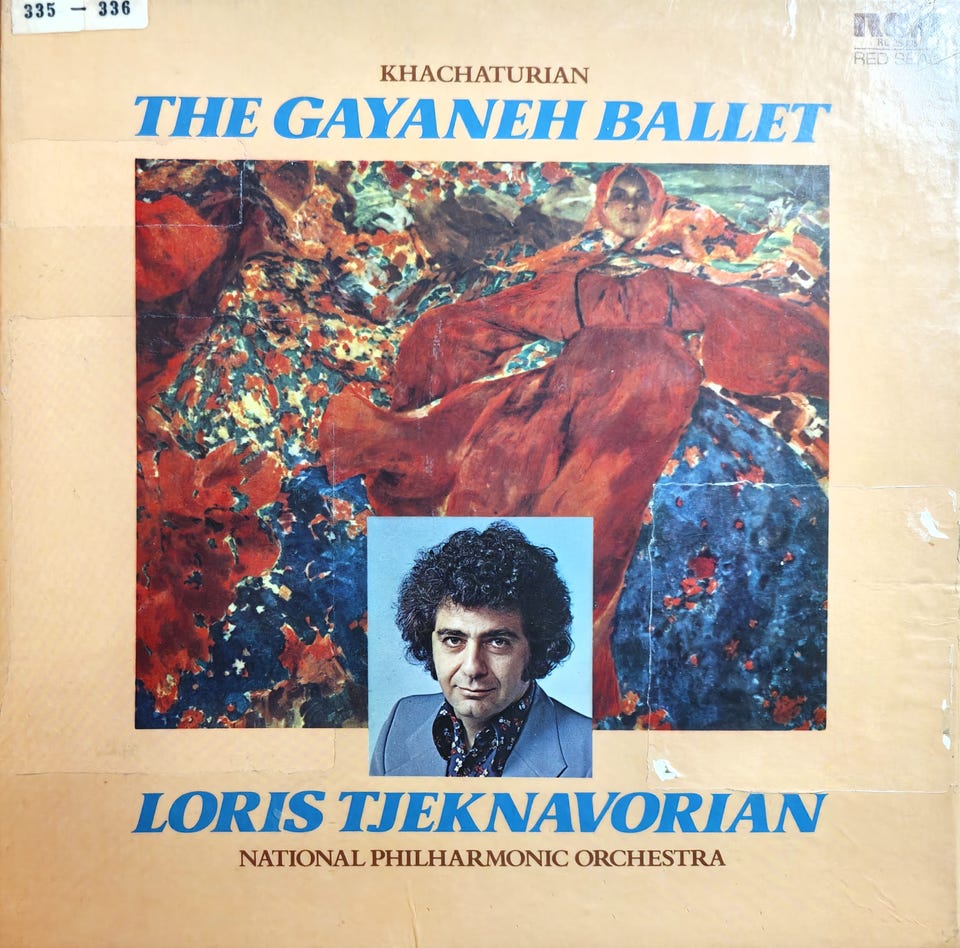 335 — 336
RCA
RED SEAL
KHACHATURIAN
THE GAYANEH BALLET
LORIS TJEKNAVORIAN
NATIONAL PHILHARMONIC ORCHESTRA